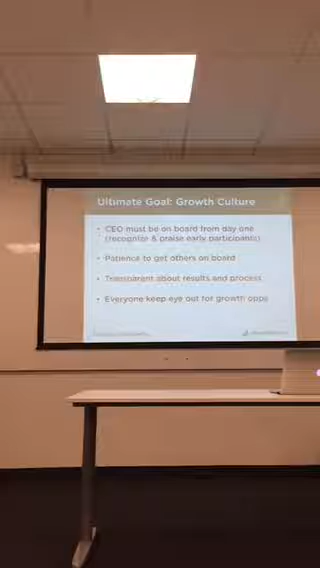 Ultimate Goal: Growth Culture
• CEO must be on board from day one
(recognize & praise early participants)
• Patience to get others on board
• Transparent about results and process
• Everyone keep eye out for growth opps